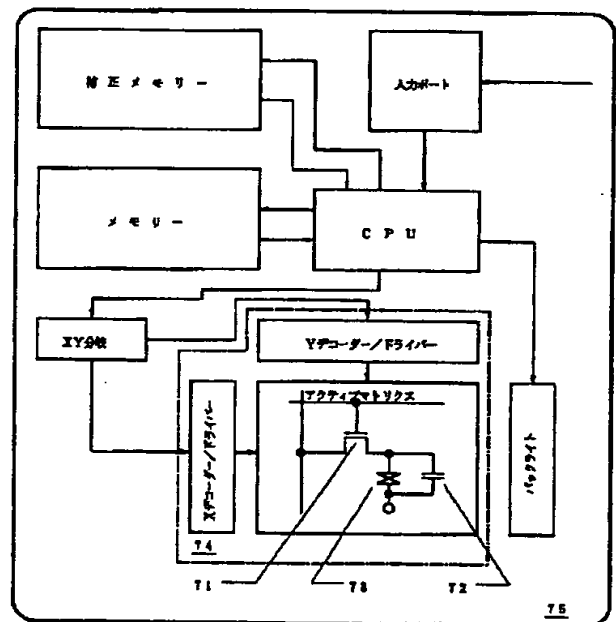 補正メモリー
入力ポート
メモリー
CPU
XY分岐
Yデコーダー/ドライバー
Xデコーダー/ドライバー
アクティブマトリクス
バックライト
74
71
73
72
75